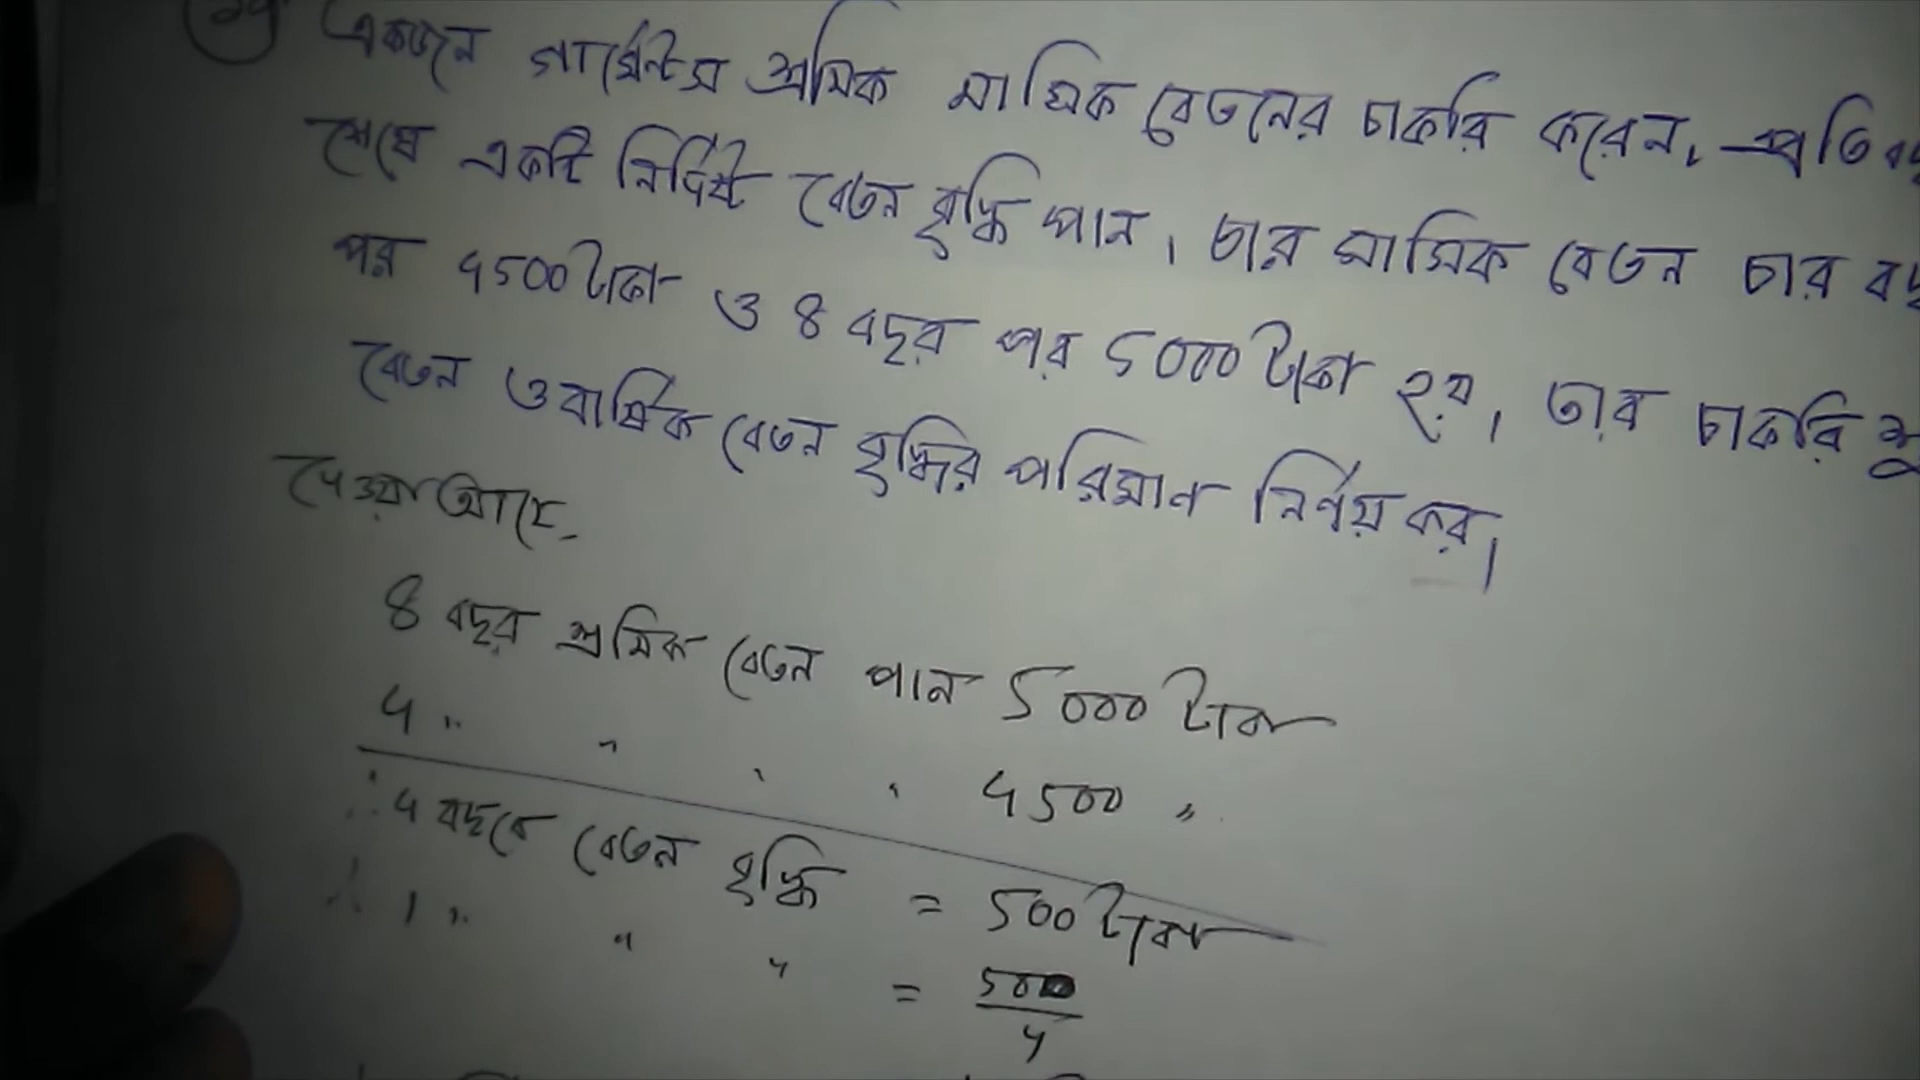 একজন গার্মেন্টস শ্রমিক মাসিক বেতনের চাকরি করেন। প্রতি
শেষে একটি নির্দিষ্ট বেতন বৃদ্ধি পান। তার মাসিক বেতন চার
পর 4500 টাকা ও 8 বছর পর 5000 টাকা হয়। তার চাকরি
বেতন ও বার্ষিক বেতন বৃদ্ধির পরিমান নির্ণয় কর।
দেওয়া আছে-
8 বছর শ্রমিক বেতন পান 5000 টাকা
4 " " " " 4500 "
∴ 4 বছরে বেতন বৃদ্ধি = 500 টাকা
∴ 1 " " " = 500/4